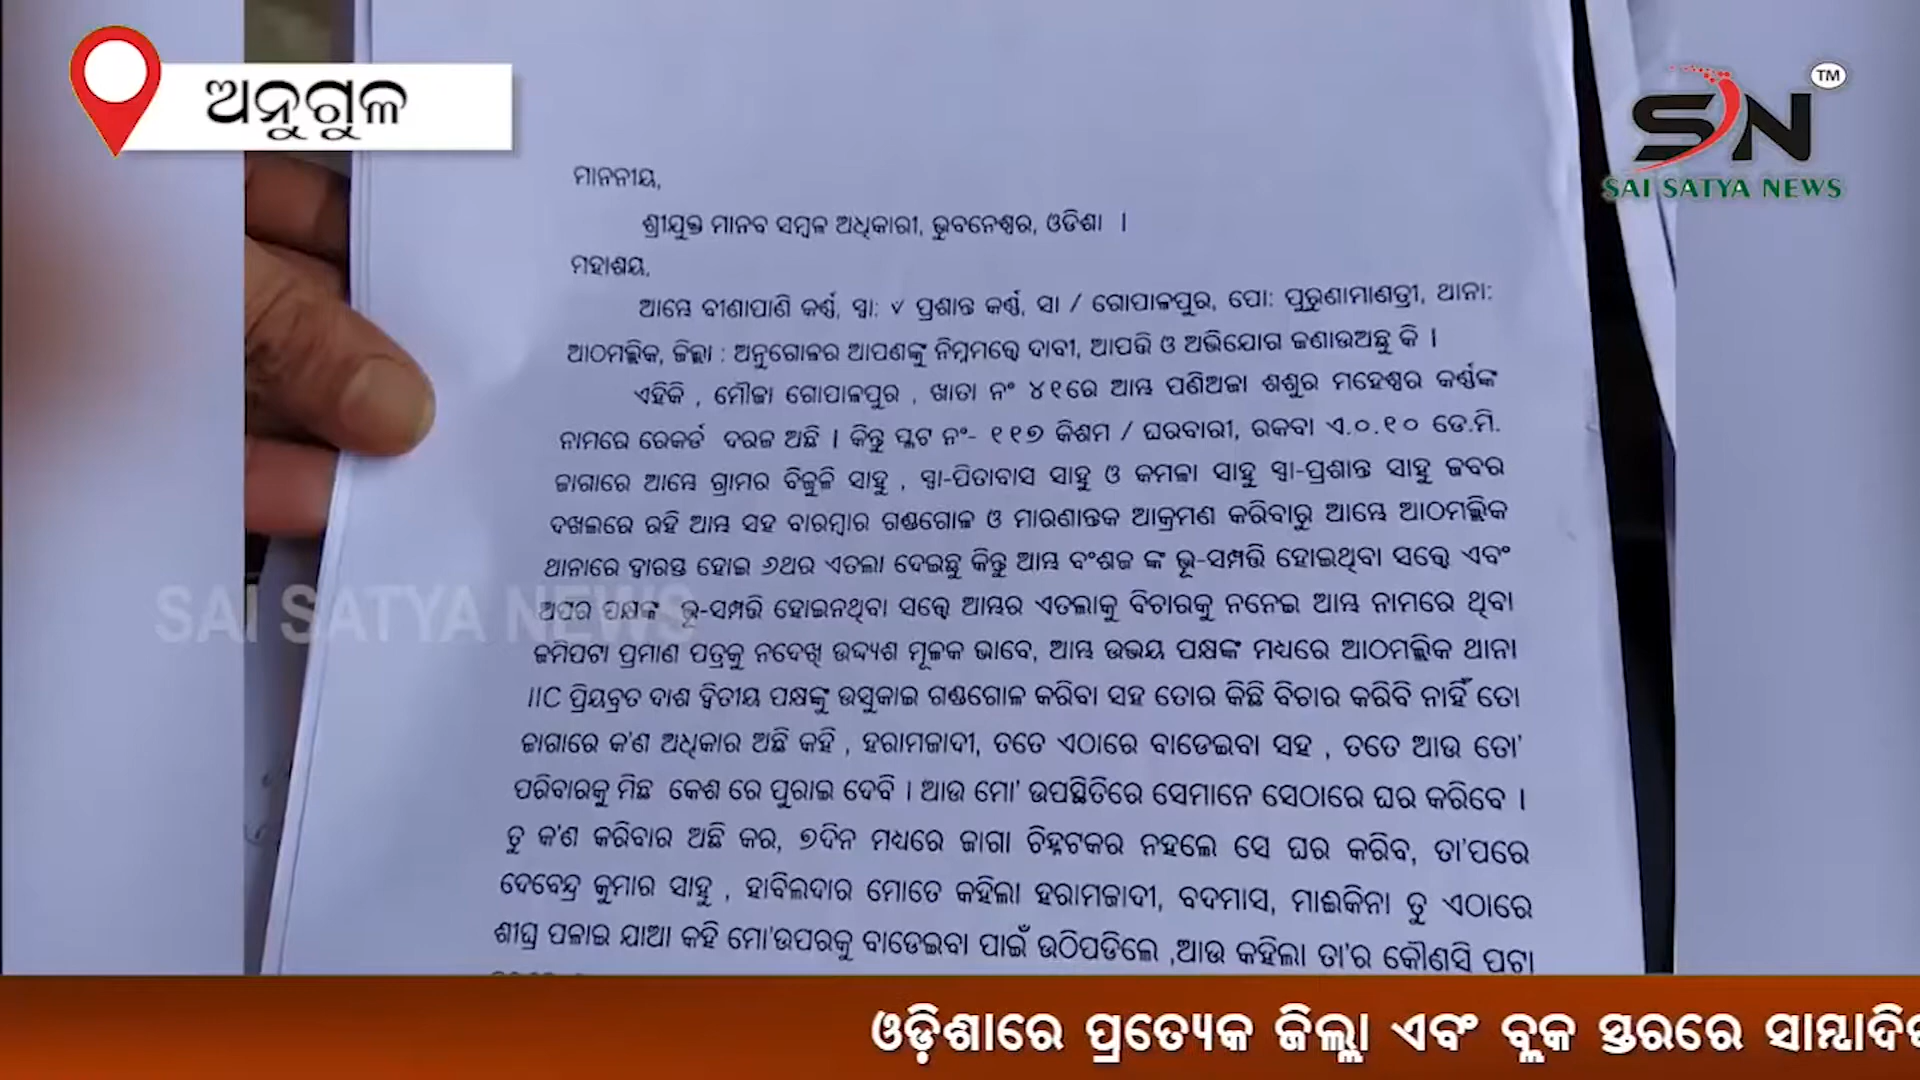 ଅନୁଗୁଳ
SN TM
SAI SATYA NEWS
ମାନନୀୟ,
ଶ୍ରୀଯୁକ୍ତ ମାନବ ସମ୍ବଳ ଅଧିକାରୀ, ଭୁବନେଶ୍ୱର, ଓଡିଶା ।
ମହାଶୟ,
ଆମ୍ଭେ ବୀଣାପାଣି କର୍ଣ୍ଣ, ସ୍ୱା: ୰ ପ୍ରଶାନ୍ତ କର୍ଣ୍ଣ, ସା / ଗୋପାଳପୁର, ପୋ: ପୁରୁଣାମାଣତ୍ରୀ, ଥାନା:
ଆଠମଲ୍ଲିକ, ଜିଲ୍ଲା : ଅନୁଗୋଳର ଆପଣଙ୍କୁ ନିମ୍ନମତ୍ତେ ଦାବୀ, ଆପତ୍ତି ଓ ଅଭିଯୋଗ ଜଣାଉଅଛୁ କି ।
ଏହିକି , ମୌଜା ଗୋପାଳପୁର , ଖାତା ନଂ ୪୧ରେ ଆମ୍ଭ ପଣିଅଜା ଶଶୁର ମହେଶ୍ୱର କର୍ଣ୍ଣଙ୍କ
ନାମରେ ରେକର୍ଡ ଦରଜ ଅଛି । କିନ୍ତୁ ପ୍ଲଟ ନଂ- ୧୧୭ କିଶମ / ଘରବାରୀ, ରକବା ଏ.୦.୧୦ ଡେ.ମି.
ଜାଗାରେ ଆମ୍ଭେ ଗ୍ରାମର ବିଜୁଳି ସାହୁ , ସ୍ୱା-ପିତାବାସ ସାହୁ ଓ କମଳା ସାହୁ ସ୍ୱା-ପ୍ରଶାନ୍ତ ସାହୁ ଜବର
ଦଖଲରେ ରହି ଆମ୍ଭ ସହ ବାରମ୍ବାର ଗଣ୍ଡଗୋଳ ଓ ମାରଣାନ୍ତକ ଆକ୍ରମଣ କରିବାରୁ ଆମ୍ଭେ ଆଠମଲ୍ଲିକ
ଥାନାରେ ଦ୍ୱାରସ୍ତ ହୋଇ ୬ଥର ଏତଲା ଦେଇଛୁ କିନ୍ତୁ ଆମ୍ଭ ବଂଶଜ ଙ୍କ ଭୂ-ସମ୍ପତ୍ତି ହୋଇଥିବା ସତ୍ତ୍ୱେ ଏବଂ
ଅପର ପକ୍ଷଙ୍କ ଭୂ-ସମ୍ପତ୍ତି ହୋଇନଥିବା ସତ୍ତ୍ୱେ ଆମ୍ଭର ଏତଲାକୁ ବିଚାରକୁ ନନେଇ ଆମ୍ଭ ନାମରେ ଥିବା
ଜମିପଟା ପ୍ରମାଣ ପତ୍ରକୁ ନଦେଖି ଉଦ୍ଦ୍ୟଶ ମୂଳକ ଭାବେ, ଆମ୍ଭ ଉଭୟ ପକ୍ଷଙ୍କ ମଧ୍ୟରେ ଆଠମଲ୍ଲିକ ଥାନା
IIC ପ୍ରିୟବ୍ରତ ଦାଶ ଦ୍ୱିତୀୟ ପକ୍ଷଙ୍କୁ ଉସୁକାଇ ଗଣ୍ଡଗୋଳ କରିବା ସହ ତୋର କିଛି ବିଚାର କରିବି ନାହିଁ ତୋ
ଜାଗାରେ କ'ଣ ଅଧିକାର ଅଛି କହି , ହରାମଜାଦୀ, ତତେ ଏଠାରେ ବାଡେଇବା ସହ , ତତେ ଆଉ ତୋ'
ପରିବାରକୁ ମିଛ କେଶ ରେ ପୁରାଇ ଦେବି । ଆଉ ମୋ' ଉପସ୍ଥିତିରେ ସେମାନେ ସେଠାରେ ଘର କରିବେ ।
ତୁ କ'ଣ କରିବାର ଅଛି କର, ୭ଦିନ ମଧ୍ୟରେ ଜାଗା ଚିହ୍ନଟକର ନହଲେ ସେ ଘର କରିବ, ତା'ପରେ
ଦେବେନ୍ଦ୍ର କୁମାର ସାହୁ , ହାବିଲଦାର ମୋତେ କହିଲା ହରାମଜାଦୀ, ବଦମାସ, ମାଈକିନା ତୁ ଏଠାରେ
ଶୀଘ୍ର ପଳାଇ ଯାଆ କହି ମୋ'ଉପରକୁ ବାଡେଇବା ପାଇଁ ଉଠିପଡିଲେ ,ଆଉ କହିଲା ତା'ର କୌଣସି ପଟା
SAI SATYA NEWS
ଓଡ଼ିଶାରେ ପ୍ରତ୍ୟେକ ଜିଲ୍ଲା ଏବଂ ବ୍ଲକ ସ୍ତରରେ